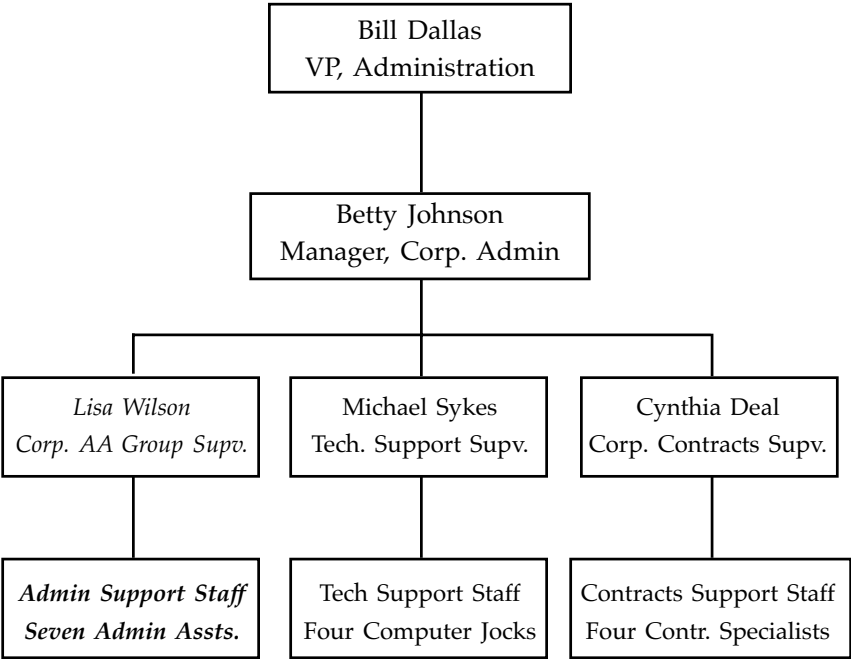 Bill Dallas
VP, Administration
Betty Johnson
Manager, Corp. Admin
Lisa Wilson
Corp. AA Group Supv.
Michael Sykes
Tech. Support Supv.
Cynthia Deal
Corp. Contracts Supv.
Admin Support Staff
Seven Admin Assts.
Tech Support Staff
Four Computer Jocks
Contracts Support Staff
Four Contr. Specialists